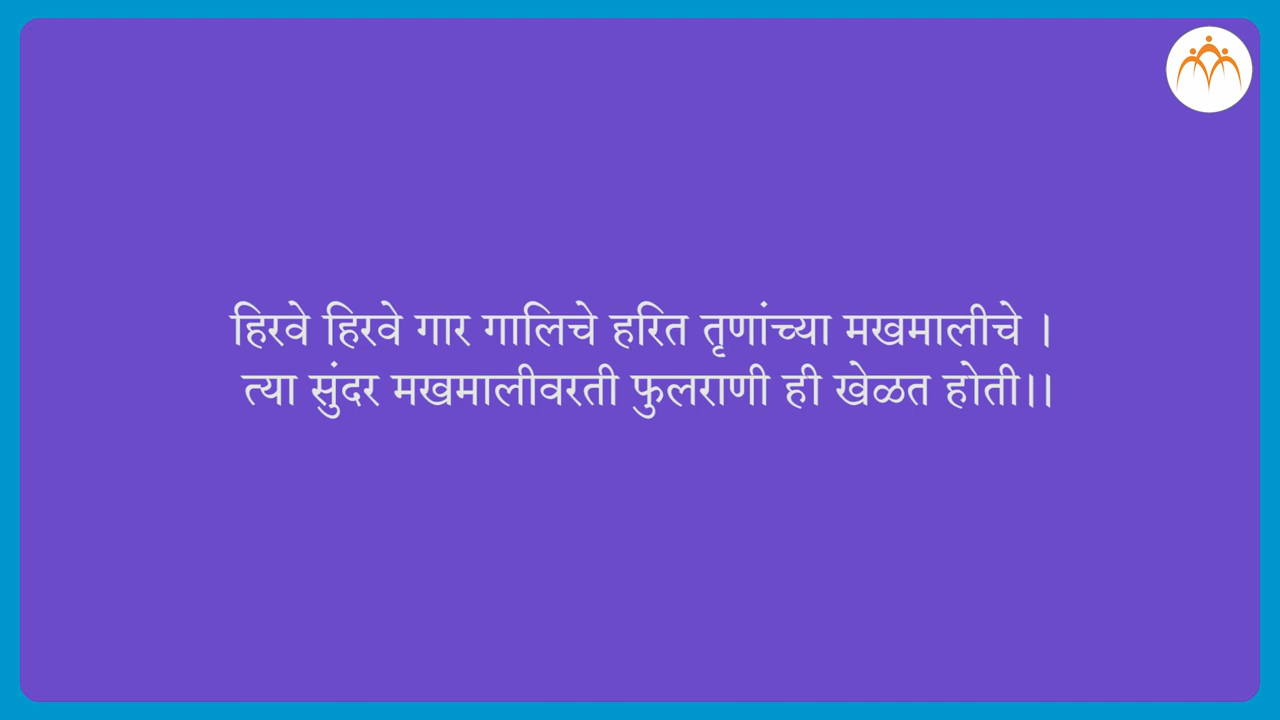 हिरवे हिरवे गार गालिचे हरित तृणांच्या मखमालीचे ।
त्या सुंदर मखमालीवरती फुलराणी ही खेळत होती।।